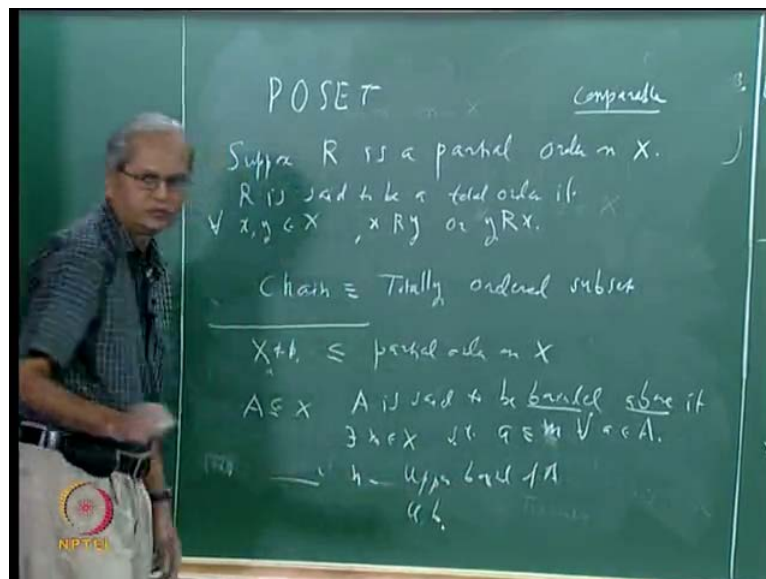 POSET
Comparable
Suppose R is a partial order on X.
R is said to be a total order if
∀ x, y ∈ X , x R y or y R x.
Chain ≡ Totally ordered subset
X ≤ partial order on X
A ⊆ X A is said to be bounded above if
∃ x ∈ X s.t. a ≤ ∀ a ∈ A.
Upper bound of A
u.b.
NPTEL